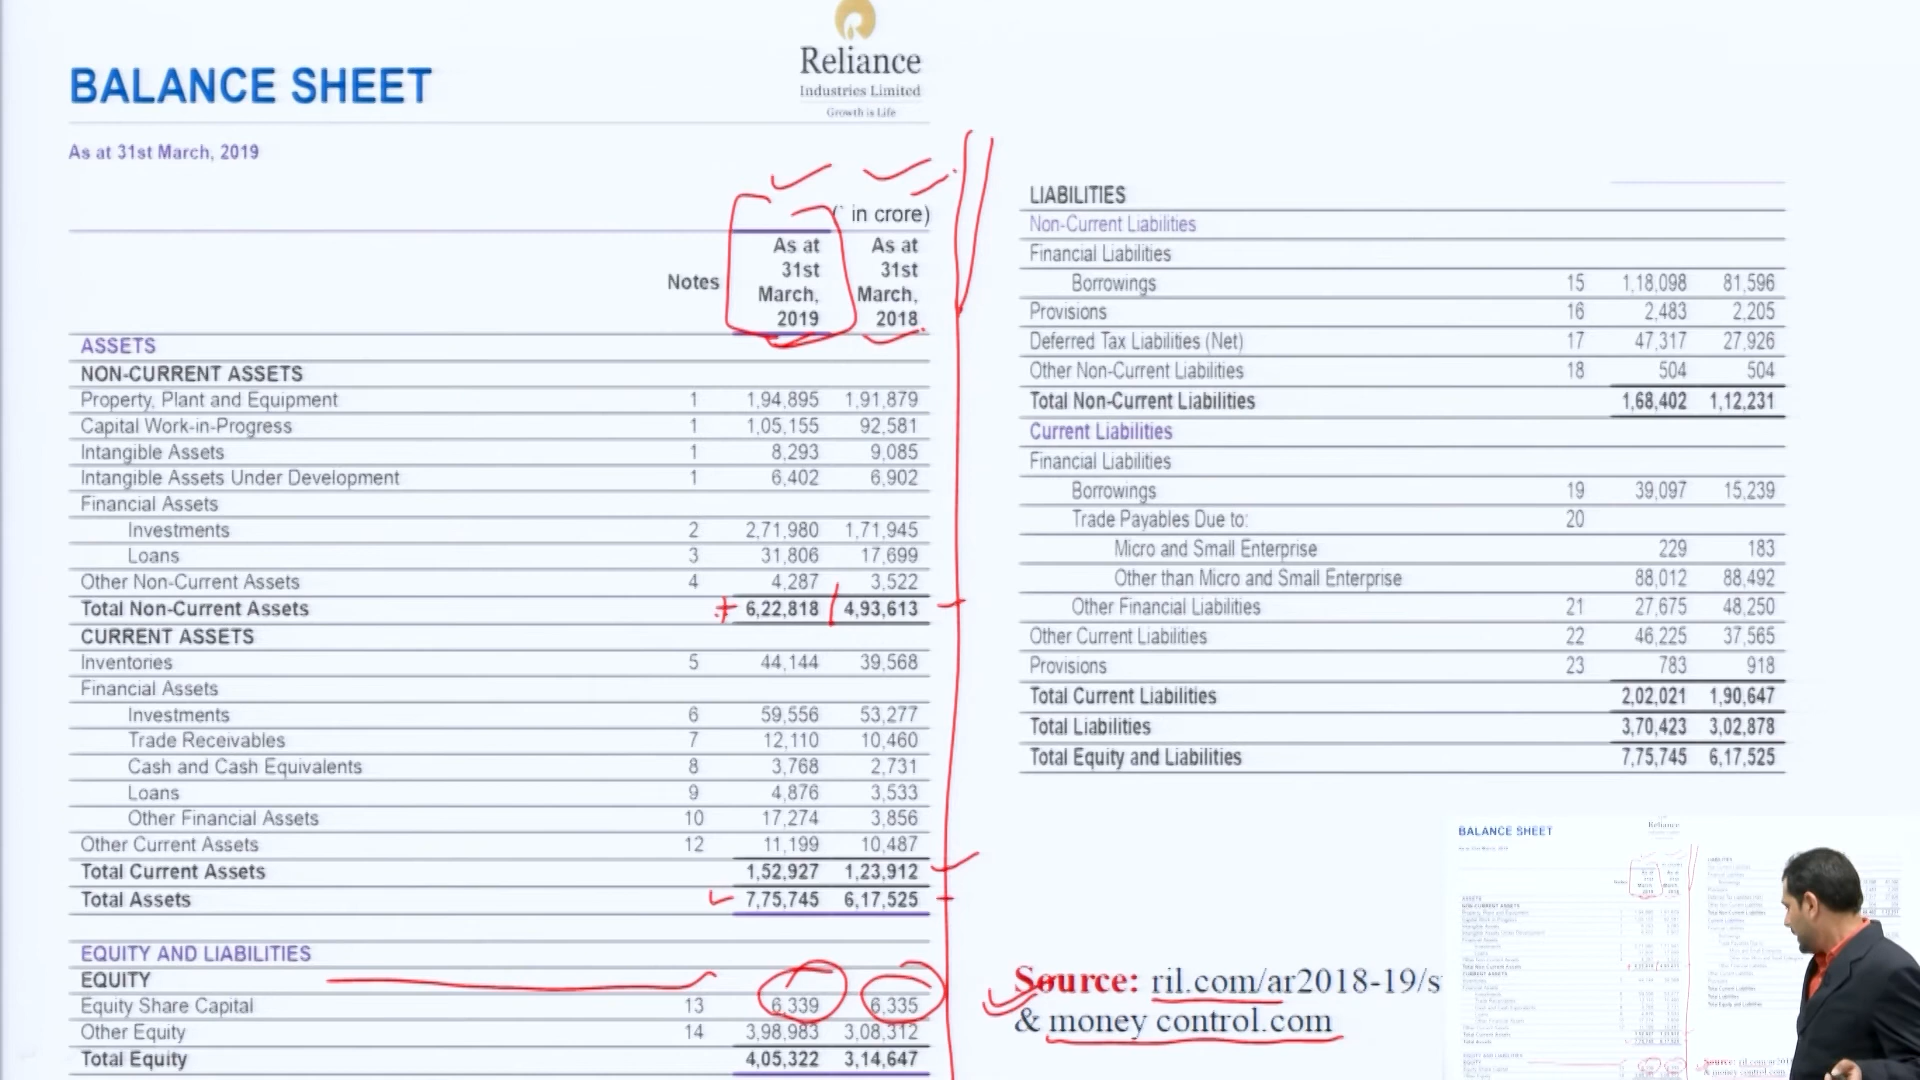 Reliance
Industries Limited
Growth is Life
BALANCE SHEET
As at 31st March, 2019
(` in crore)
Notes As at 31st March, 2019 As at 31st March, 2018
ASSETS
NON-CURRENT ASSETS
Property, Plant and Equipment 1 1,94,895 1,91,879
Capital Work-in-Progress 1 1,05,155 92,581
Intangible Assets 1 8,293 9,085
Intangible Assets Under Development 1 6,402 6,902
Financial Assets
Investments 2 2,71,980 1,71,945
Loans 3 31,806 17,699
Other Non-Current Assets 4 4,287 3,522
Total Non-Current Assets 6,22,818 4,93,613
CURRENT ASSETS
Inventories 5 44,144 39,568
Financial Assets
Investments 6 59,556 53,277
Trade Receivables 7 12,110 10,460
Cash and Cash Equivalents 8 3,768 2,731
Loans 9 4,876 3,533
Other Financial Assets 10 17,274 3,856
Other Current Assets 12 11,199 10,487
Total Current Assets 1,52,927 1,23,912
Total Assets 7,75,745 6,17,525
EQUITY AND LIABILITIES
EQUITY
Equity Share Capital 13 6,339 6,335
Other Equity 14 3,98,983 3,08,312
Total Equity 4,05,322 3,14,647
LIABILITIES
Non-Current Liabilities
Financial Liabilities
Borrowings 15 1,18,098 81,596
Provisions 16 2,483 2,205
Deferred Tax Liabilities (Net) 17 47,317 27,926
Other Non-Current Liabilities 18 504 504
Total Non-Current Liabilities 1,68,402 1,12,231
Current Liabilities
Financial Liabilities
Borrowings 19 39,097 15,239
Trade Payables Due to: 20
Micro and Small Enterprise 229 183
Other than Micro and Small Enterprise 88,012 88,492
Other Financial Liabilities 21 27,675 48,250
Other Current Liabilities 22 46,225 37,565
Provisions 23 783 918
Total Current Liabilities 2,02,021 1,90,647
Total Liabilities 3,70,423 3,02,878
Total Equity and Liabilities 7,75,745 6,17,525
Source: ril.com/ar2018-19/s
& money control.com
BALANCE SHEET
Reliance